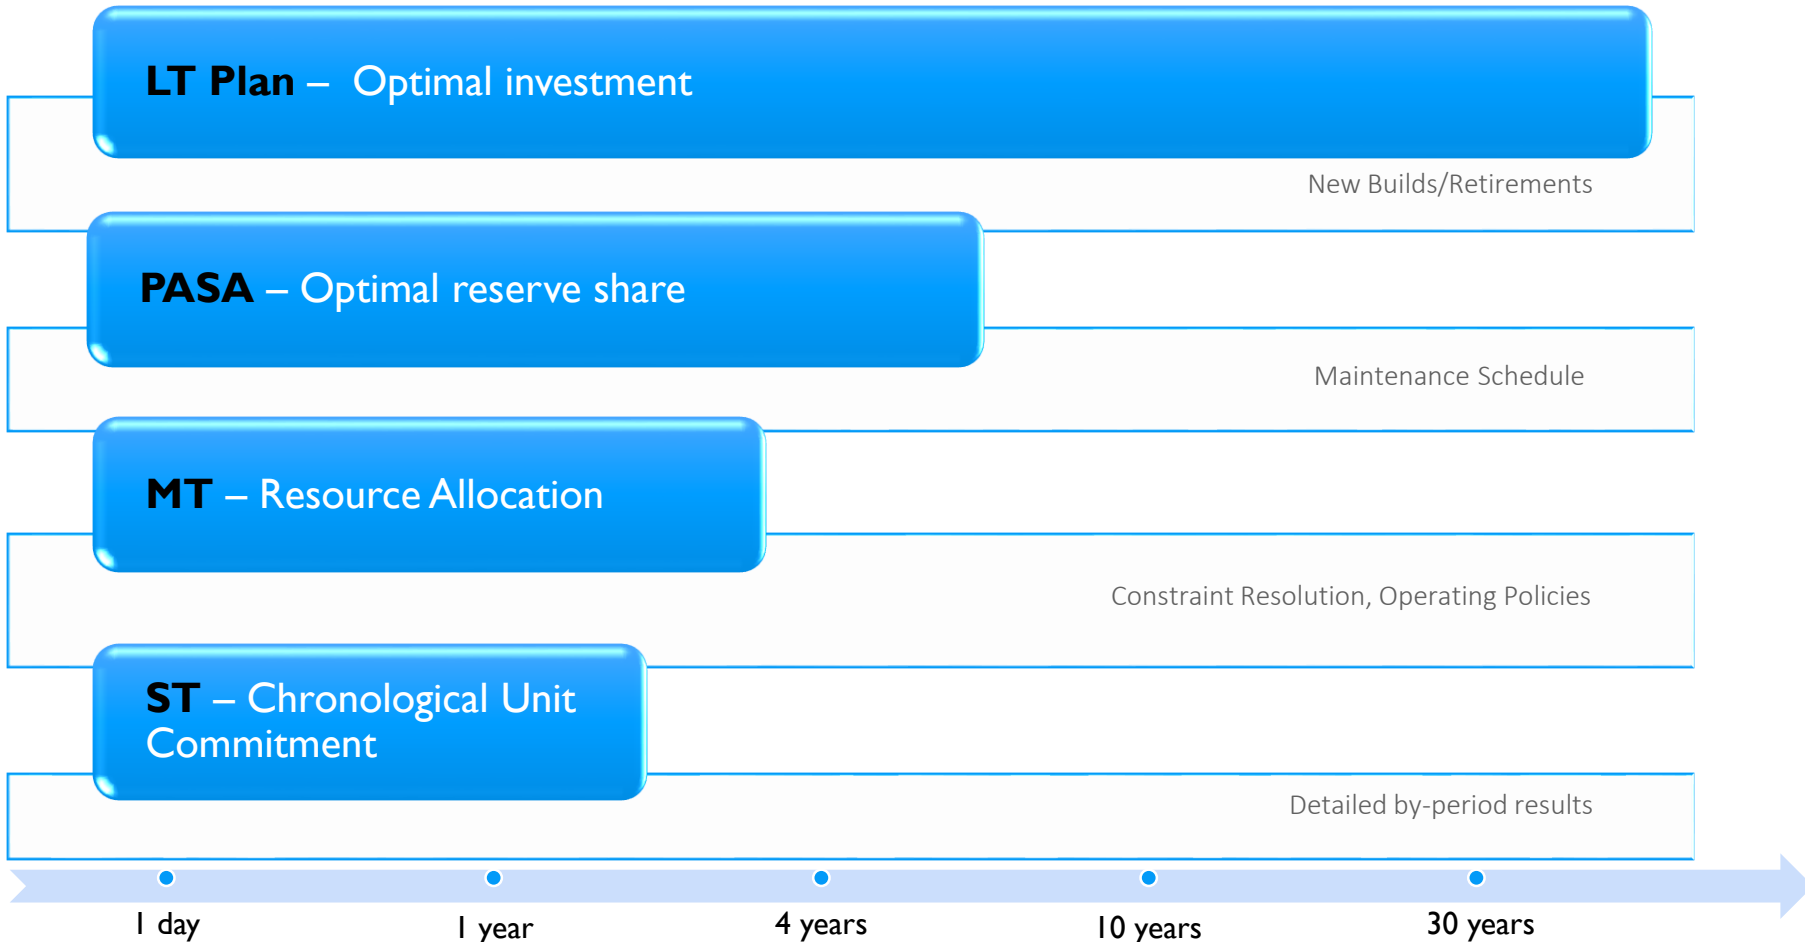 LT Plan – Optimal investment
New Builds/Retirements
PASA – Optimal reserve share
Maintenance Schedule
MT – Resource Allocation
Constraint Resolution, Operating Policies
ST – Chronological Unit
Commitment
Detailed by-period results
1 day
1 year
4 years
10 years
30 years